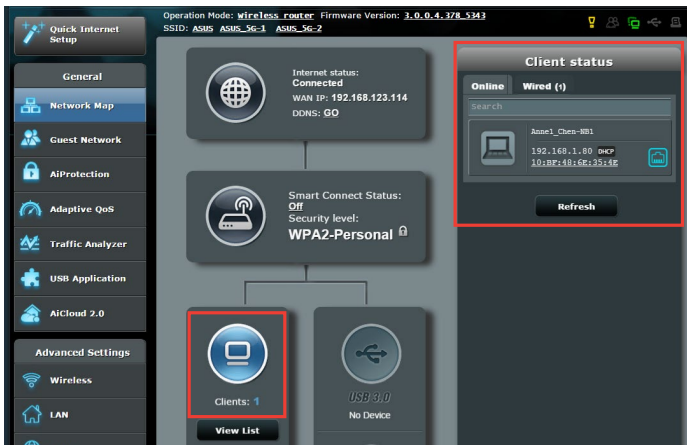 Quick Internet
Setup
Operation Mode: Wireless router Firmware Version: 3.0.0.4.378_5343
SSID: ASUS ASUS_5G-1 ASUS_5G-2
General
Network Map
Guest Network
AiProtection
Adaptive QoS
Traffic Analyzer
USB Application
AiCloud 2.0
Advanced Settings
Wireless
LAN
Internet status:
Connected
WAN IP: 192.168.123.114
DDNS: GO
Smart Connect Status:
Off
Security level:
WPA2-Personal
Clients: 1
View List
USB 3.0
No Device
Client status
Online Wired (1)
Search
Annel_Chen-NB1
192.168.1.80 DHCP
10:BF:48:6E:35:4E
Refresh